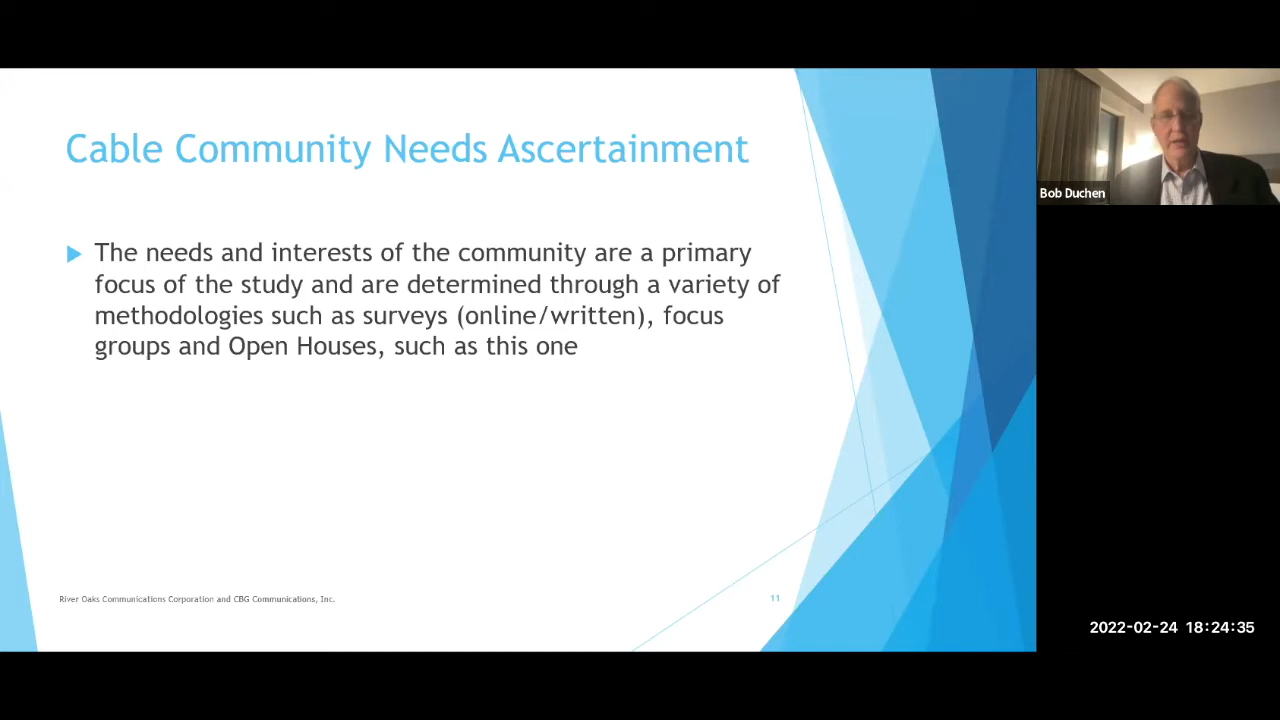 Cable Community Needs Ascertainment
The needs and interests of the community are a primary
focus of the study and are determined through a variety of
methodologies such as surveys (online/written), focus
groups and Open Houses, such as this one
River Oaks Communications Corporation and CBG Communications, Inc.
11
Bob Duchen
2022-02-24 18:24:35